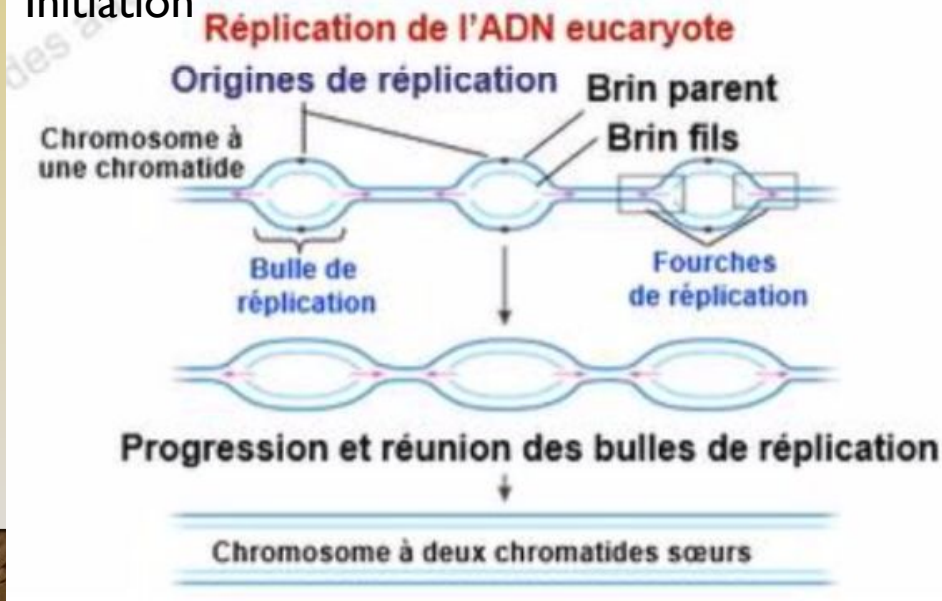 Initiation
des
Réplication de l'ADN eucaryote
Origines de réplication
Brin parent
Chromosome à
une chromatide
Brin fils
Bulle de
réplication
Fourches
de réplication
Progression et réunion des bulles de réplication
Chromosome à deux chromatides sœurs